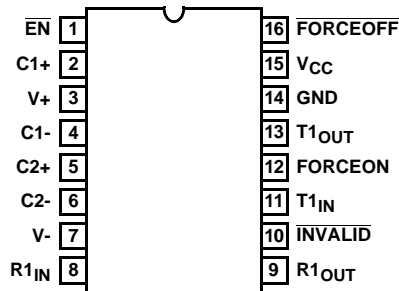 EN 1 16 FORCEOFF
C1+ 2 15 VCC
V+ 3 14 GND
C1- 4 13 T1OUT
C2+ 5 12 FORCEON
C2- 6 11 T1IN
V- 7 10 INVALID
R1IN 8 9 R1OUT